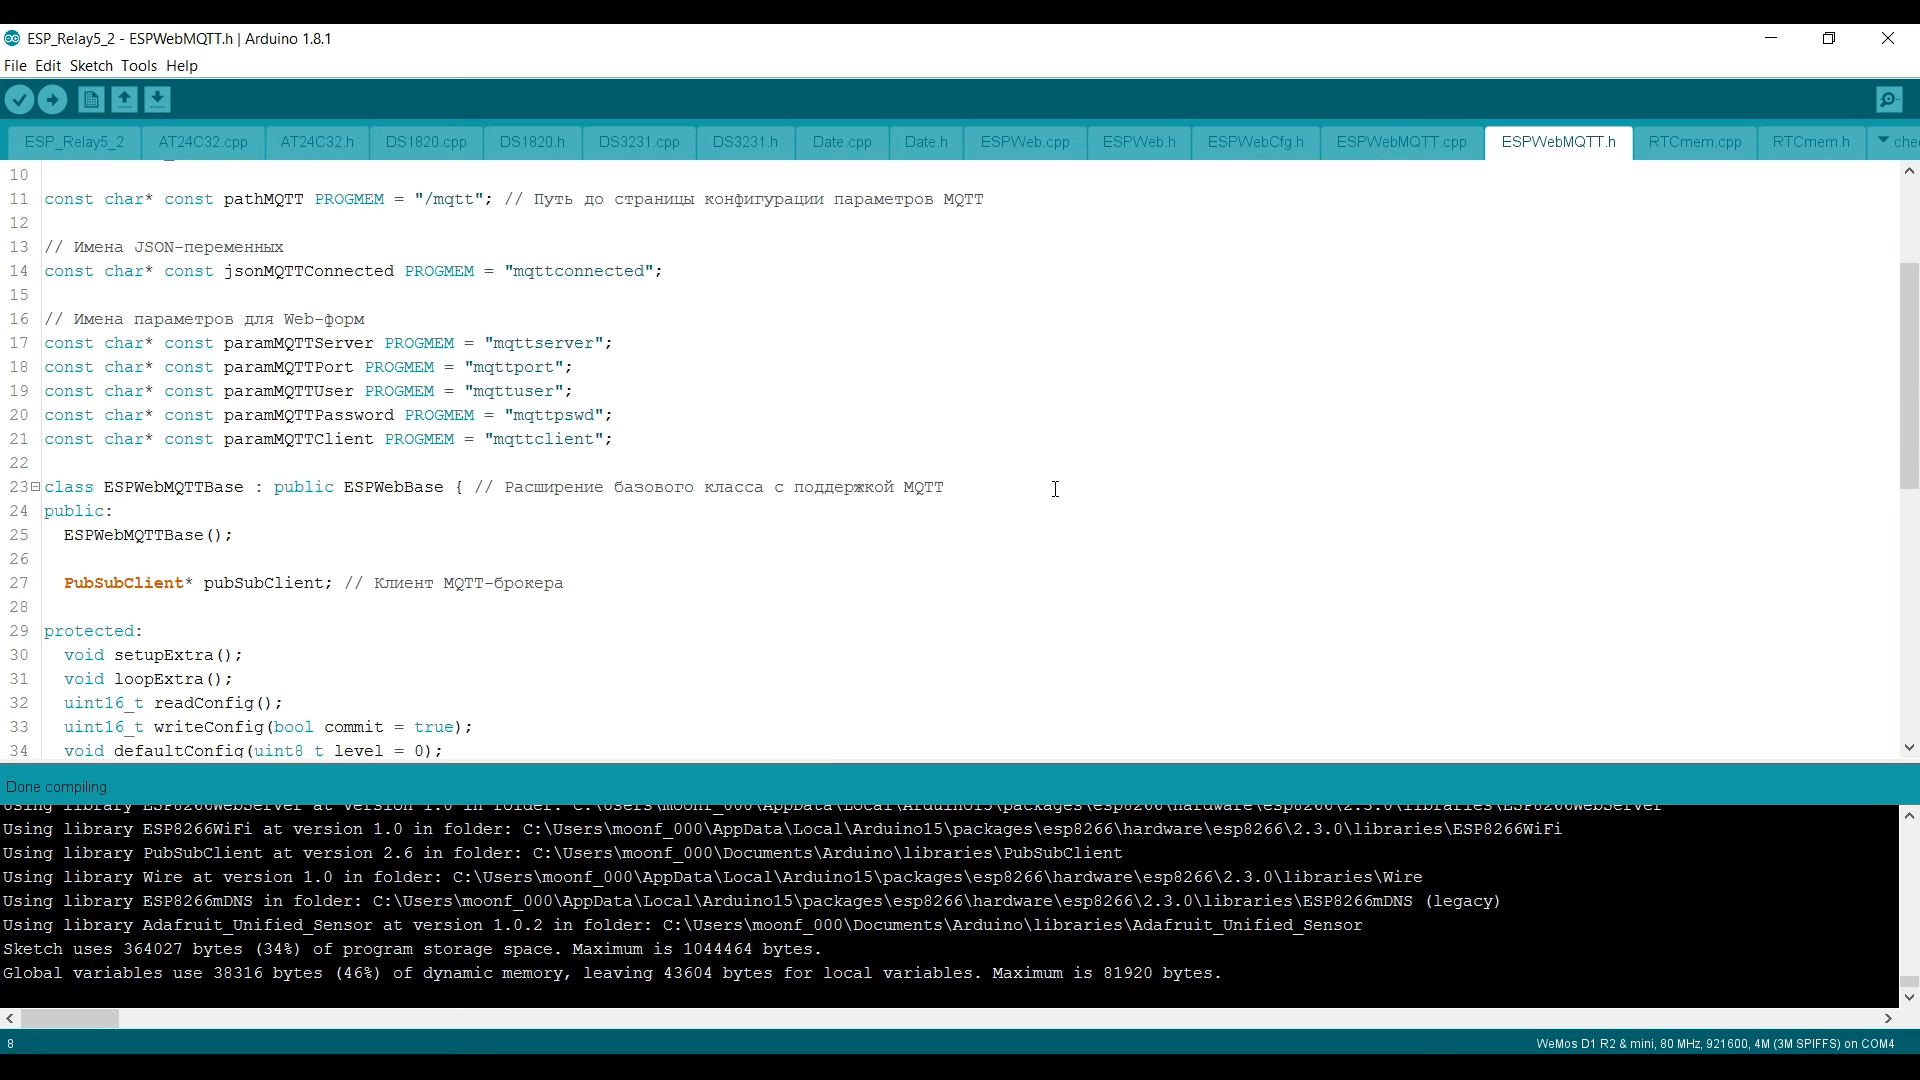 ESP_Relay5_2 - ESPWebMQTT.h | Arduino 1.8.1
File Edit Sketch Tools Help
ESP_Relay5_2 AT24C32.cpp AT24C32.h DS1820.cpp DS1820.h DS3231.cpp DS3231.h Date.cpp Date.h ESPWeb.cpp ESPWeb.h ESPWebCfg.h ESPWebMQTT.cpp ESPWebMQTT.h RTCmem.cpp RTCmem.h
10
11 const char* const pathMQTT PROGMEM = "/mqtt"; // Путь до страницы конфигурации параметров MQTT
12
13 // Имена JSON-переменных
14 const char* const jsonMQTTConnected PROGMEM = "mqttconnected";
15
16 // Имена параметров для Web-форм
17 const char* const paramMQTTServer PROGMEM = "mqttserver";
18 const char* const paramMQTTPort PROGMEM = "mqttport";
19 const char* const paramMQTTUser PROGMEM = "mqttuser";
20 const char* const paramMQTTPassword PROGMEM = "mqttpswd";
21 const char* const paramMQTTClient PROGMEM = "mqttclient";
22
23 class ESPWebMQTTBase : public ESPWebBase { // Расширение базового класса с поддержкой MQTT
24 public:
25 ESPWebMQTTBase();
26
27 PubSubClient* pubSubClient; // Клиент MQTT-брокера
28
29 protected:
30 void setupExtra();
31 void loopExtra();
32 uint16_t readConfig();
33 uint16_t writeConfig(bool commit = true);
34 void defaultConfig(uint8_t level = 0);
Done compiling.
Using library ESP8266WebServer at version 1.0 in folder: C:\Users\moonf_000\AppData\Local\Arduino15\packages\esp8266\hardware\esp8266\2.3.0\libraries\ESP8266WebServer
Using library ESP8266WiFi at version 1.0 in folder: C:\Users\moonf_000\AppData\Local\Arduino15\packages\esp8266\hardware\esp8266\2.3.0\libraries\ESP8266WiFi
Using library PubSubClient at version 2.6 in folder: C:\Users\moonf_000\Documents\Arduino\libraries\PubSubClient
Using library Wire at version 1.0 in folder: C:\Users\moonf_000\AppData\Local\Arduino15\packages\esp8266\hardware\esp8266\2.3.0\libraries\Wire
Using library ESP8266mDNS in folder: C:\Users\moonf_000\AppData\Local\Arduino15\packages\esp8266\hardware\esp8266\2.3.0\libraries\ESP8266mDNS (legacy)
Using library Adafruit_Unified_Sensor at version 1.0.2 in folder: C:\Users\moonf_000\Documents\Arduino\libraries\Adafruit_Unified_Sensor
Sketch uses 364027 bytes (34%) of program storage space. Maximum is 1044464 bytes.
Global variables use 38316 bytes (46%) of dynamic memory, leaving 43604 bytes for local variables. Maximum is 81920 bytes.
8 WeMos D1 R2 & mini, 80 MHz, 921600, 4M (3M SPIFFS) on COM4